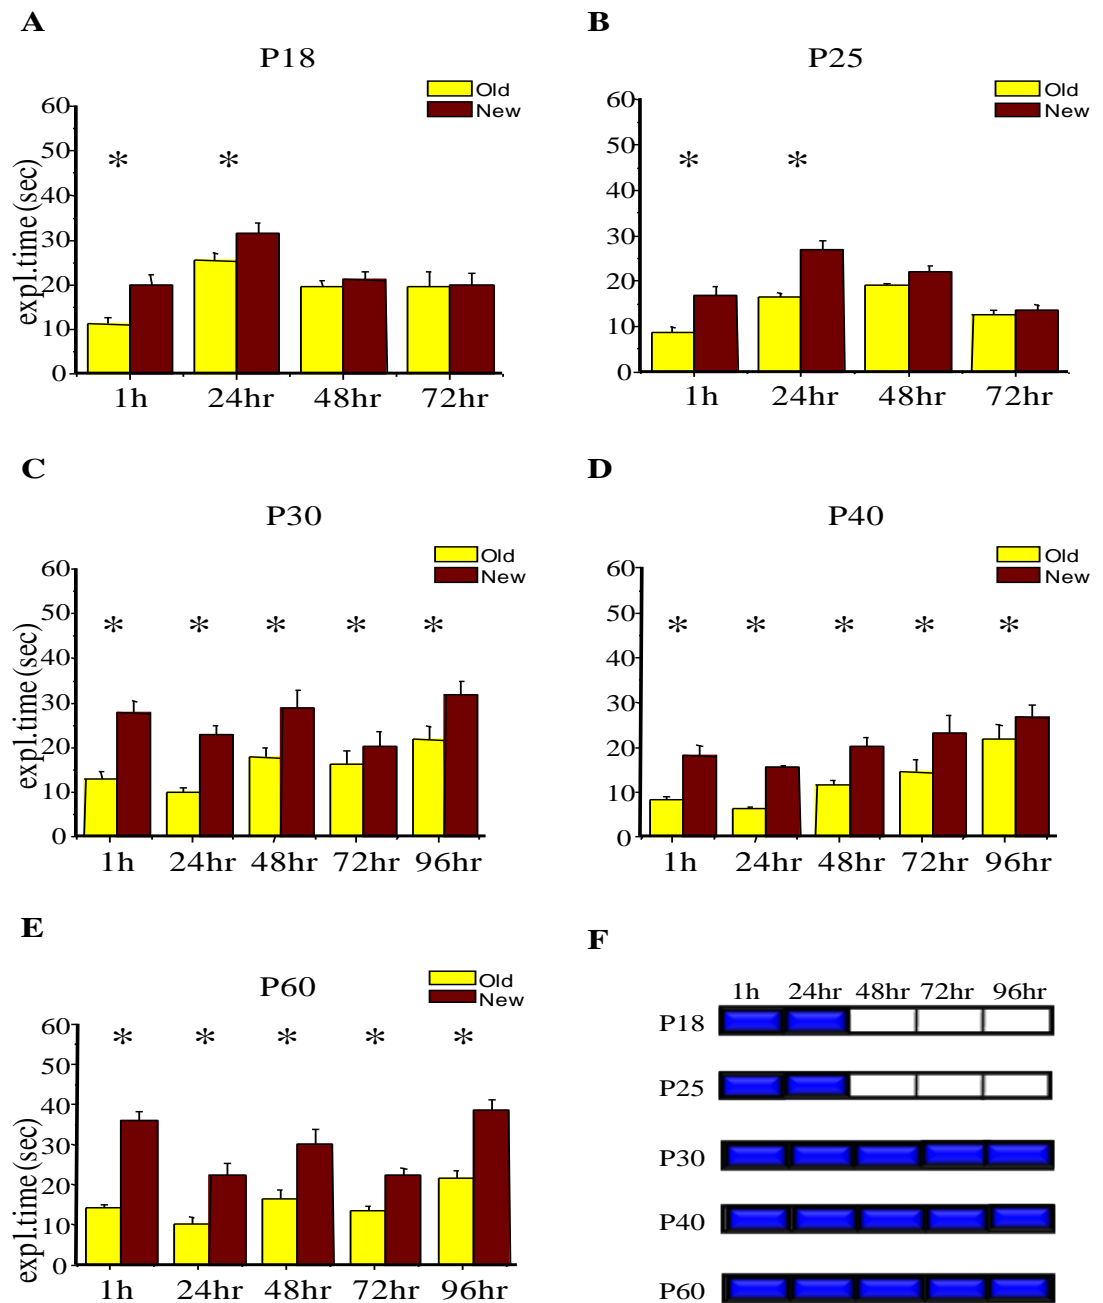 A
P18
Old
New
60
50
40
30
20
10
0
expl.time(sec)
* *
1h 24hr 48hr 72hr
B
P25
Old
New
60
50
40
30
20
10
0
* *
1h 24hr 48hr 72hr
C
P30
Old
New
60
50
40
30
20
10
0
expl.time(sec)
* * * * *
1h 24hr 48hr 72hr 96hr
D
P40
Old
New
60
50
40
30
20
10
0
* * * * *
1h 24hr 48hr 72hr 96hr
E
P60
Old
New
60
50
40
30
20
10
0
expl.time(sec)
* * * * *
1h 24hr 48hr 72hr 96hr
F
1h 24hr 48hr 72hr 96hr
P18
P25
P30
P40
P60